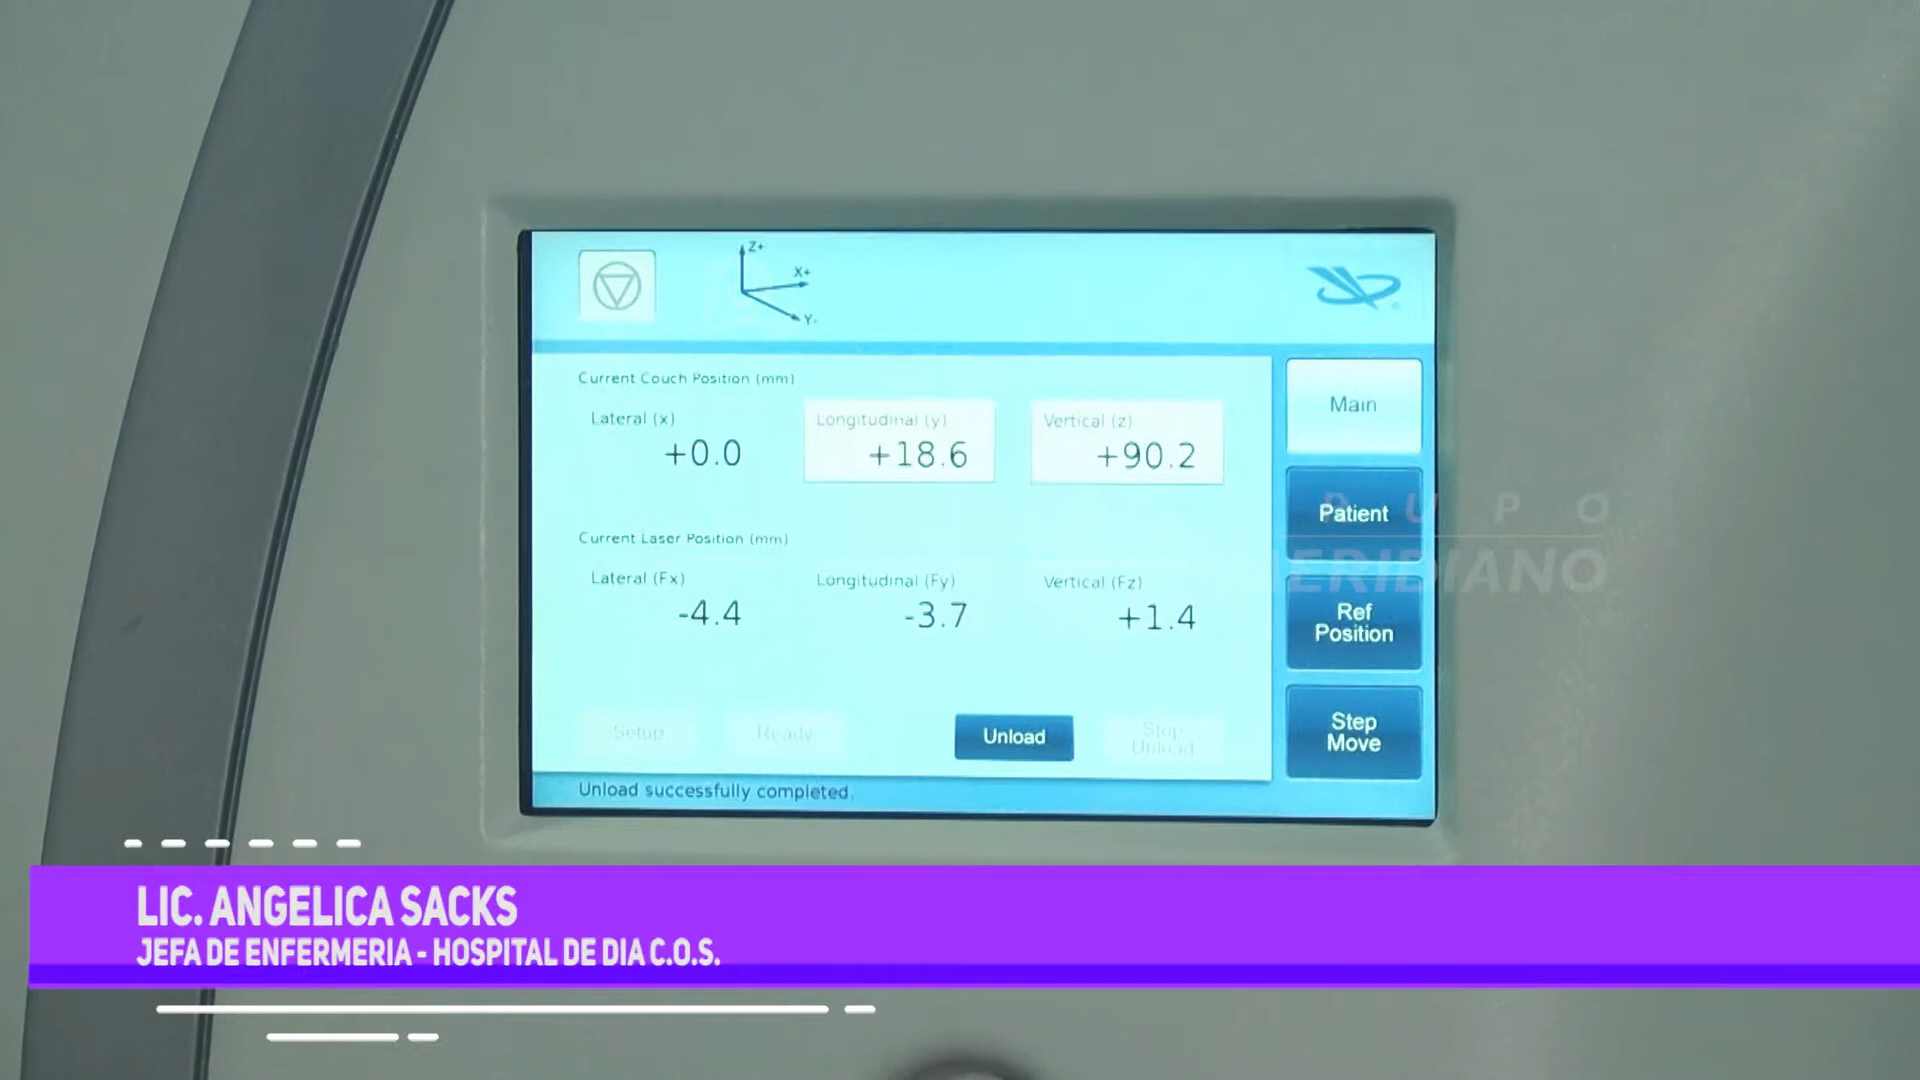 Z+
X+
Y-
Current Couch Position (mm)
Lateral (x)
+0.0
Longitudinal (y)
+18.6
Vertical (z)
+90.2
Current Laser Position (mm)
Lateral (Fx)
-4.4
Longitudinal (Fy)
-3.7
Vertical (Fz)
+1.4
Setup
Ready
Unload
Stop
Unload
Unload successfully completed.
Main
Patient
Ref
Position
Step
Move
UPO
MERIDIANO
LIC. ANGELICA SACKS
JEFA DE ENFERMERIA - HOSPITAL DE DIA C.O.S.